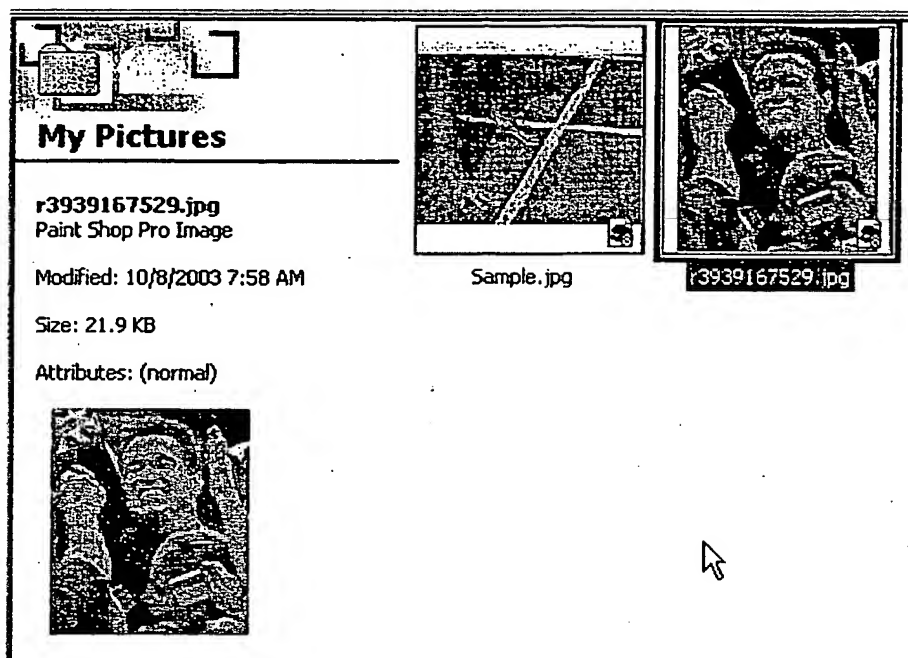 My Pictures
r3939167529.jpg
Paint Shop Pro Image
Modified: 10/8/2003 7:58 AM
Size: 21.9 KB
Attributes: (normal)
Sample.jpg
r3939167529.jpg